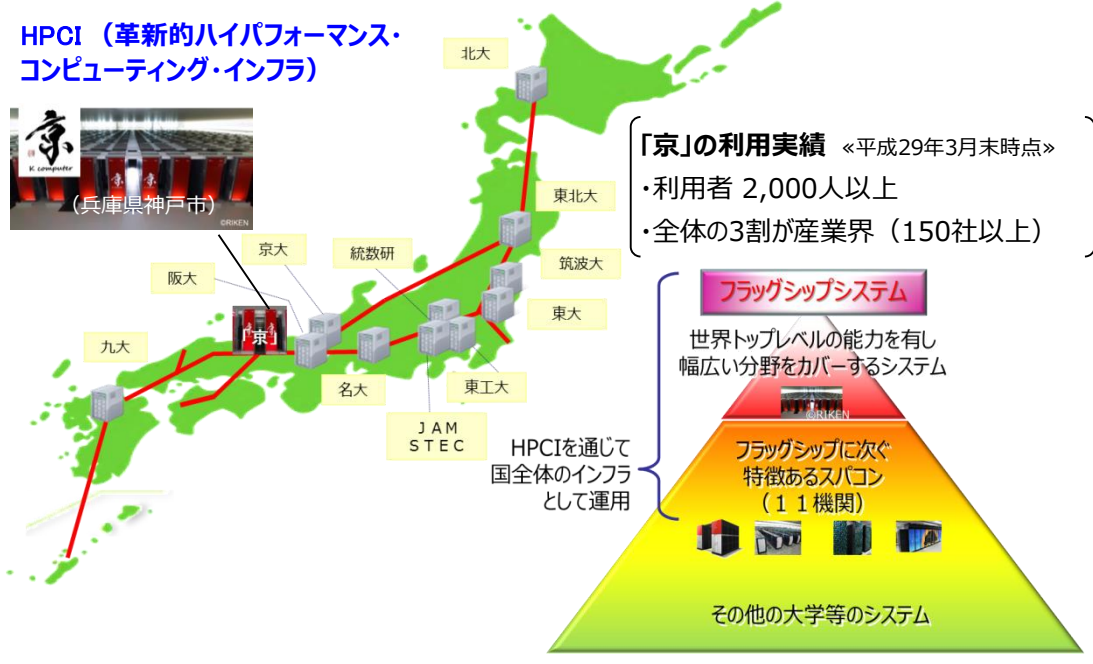 HPCI （革新的ハイパフォーマンス・
コンピューティング・インフラ）
京
K computer
京 京
（兵庫県神戸市）
©RIKEN
北大
東北大
筑波大
東大
統数研
京大
阪大
「京」
九大
名大
東工大
ＪＡＭ
ＳＴＥＣ
「京」の利用実績 ≪平成29年3月末時点≫
・利用者 2,000人以上
・全体の3割が産業界（150社以上）
フラッグシップシステム
世界トップレベルの能力を有し
幅広い分野をカバーするシステム
©RIKEN
HPCIを通じて
国全体のインフラ
として運用
フラッグシップに次ぐ
特徴あるスパコン
（１１機関）
その他の大学等のシステム